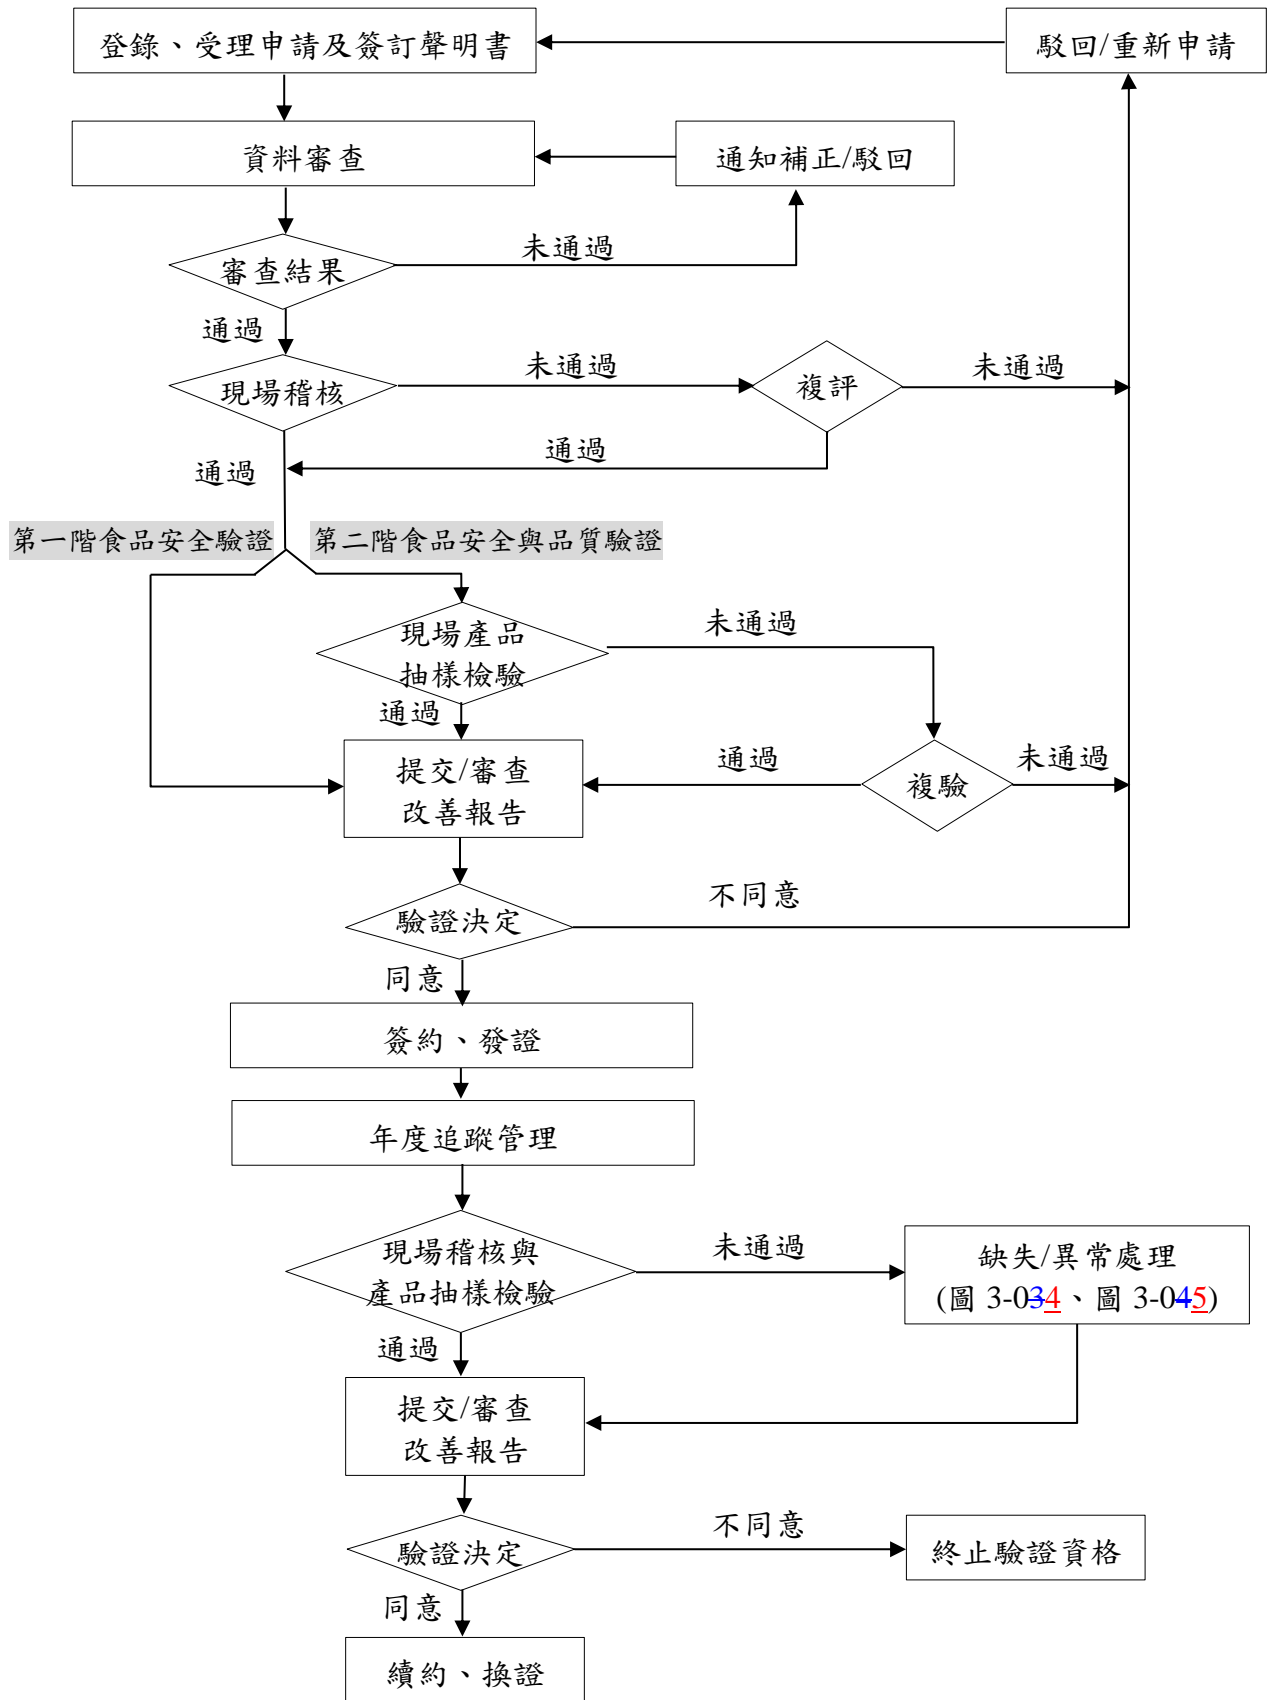 登錄、受理申請及簽訂聲明書
駁回/重新申請
資料審查
通知補正/駁回
未通過
審查結果
通過
未通過
未通過
現場稽核
複評
通過
通過
第一階食品安全驗證
第二階食品安全與品質驗證
未通過
現場產品
抽樣檢驗
通過
通過
未通過
提交/審查
改善報告
複驗
不同意
驗證決定
同意
簽約、發證
年度追蹤管理
未通過
現場稽核與
產品抽樣檢驗
缺失/異常處理
(圖 3-034、圖 3-045)
通過
提交/審查
改善報告
不同意
驗證決定
終止驗證資格
同意
續約、換證